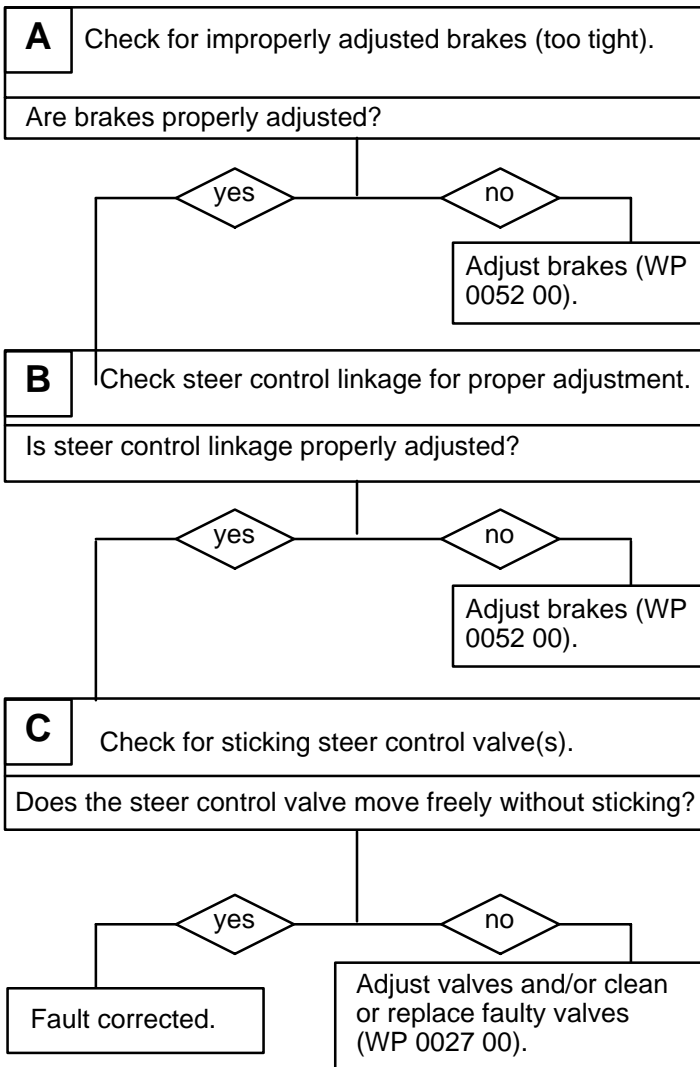 A
Check for improperly adjusted brakes (too tight).
Are brakes properly adjusted?
yes
no
Adjust brakes (WP
0052 00).
B
Check steer control linkage for proper adjustment.
Is steer control linkage properly adjusted?
yes
no
Adjust brakes (WP
0052 00).
C
Check for sticking steer control valve(s).
Does the steer control valve move freely without sticking?
yes
no
Fault corrected.
Adjust valves and/or clean
or replace faulty valves
(WP 0027 00).